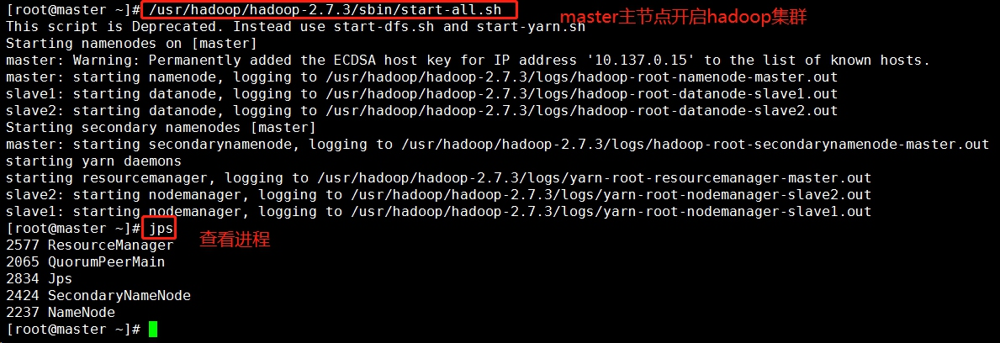 [root@master ~]# /usr/hadoop/hadoop-2.7.3/sbin/start-all.sh master主节点开启hadoop集群
This script is Deprecated. Instead use start-dfs.sh and start-yarn.sh
Starting namenodes on [master]
master: Warning: Permanently added the ECDSA host key for IP address '10.137.0.15' to the list of known hosts.
master: starting namenode, logging to /usr/hadoop/hadoop-2.7.3/logs/hadoop-root-namenode-master.out
slave1: starting datanode, logging to /usr/hadoop/hadoop-2.7.3/logs/hadoop-root-datanode-slave1.out
slave2: starting datanode, logging to /usr/hadoop/hadoop-2.7.3/logs/hadoop-root-datanode-slave2.out
Starting secondary namenodes [master]
master: starting secondarynamenode, logging to /usr/hadoop/hadoop-2.7.3/logs/hadoop-root-secondarynamenode-master.out
starting yarn daemons
starting resourcemanager, logging to /usr/hadoop/hadoop-2.7.3/logs/yarn-root-resourcemanager-master.out
slave2: starting nodemanager, logging to /usr/hadoop/hadoop-2.7.3/logs/yarn-root-nodemanager-slave2.out
slave1: starting nodemanager, logging to /usr/hadoop/hadoop-2.7.3/logs/yarn-root-nodemanager-slave1.out
[root@master ~]# jps
查看进程
2577 ResourceManager
2065 QuorumPeerMain
2834 Jps
2424 SecondaryNameNode
2237 NameNode
[root@master ~]#